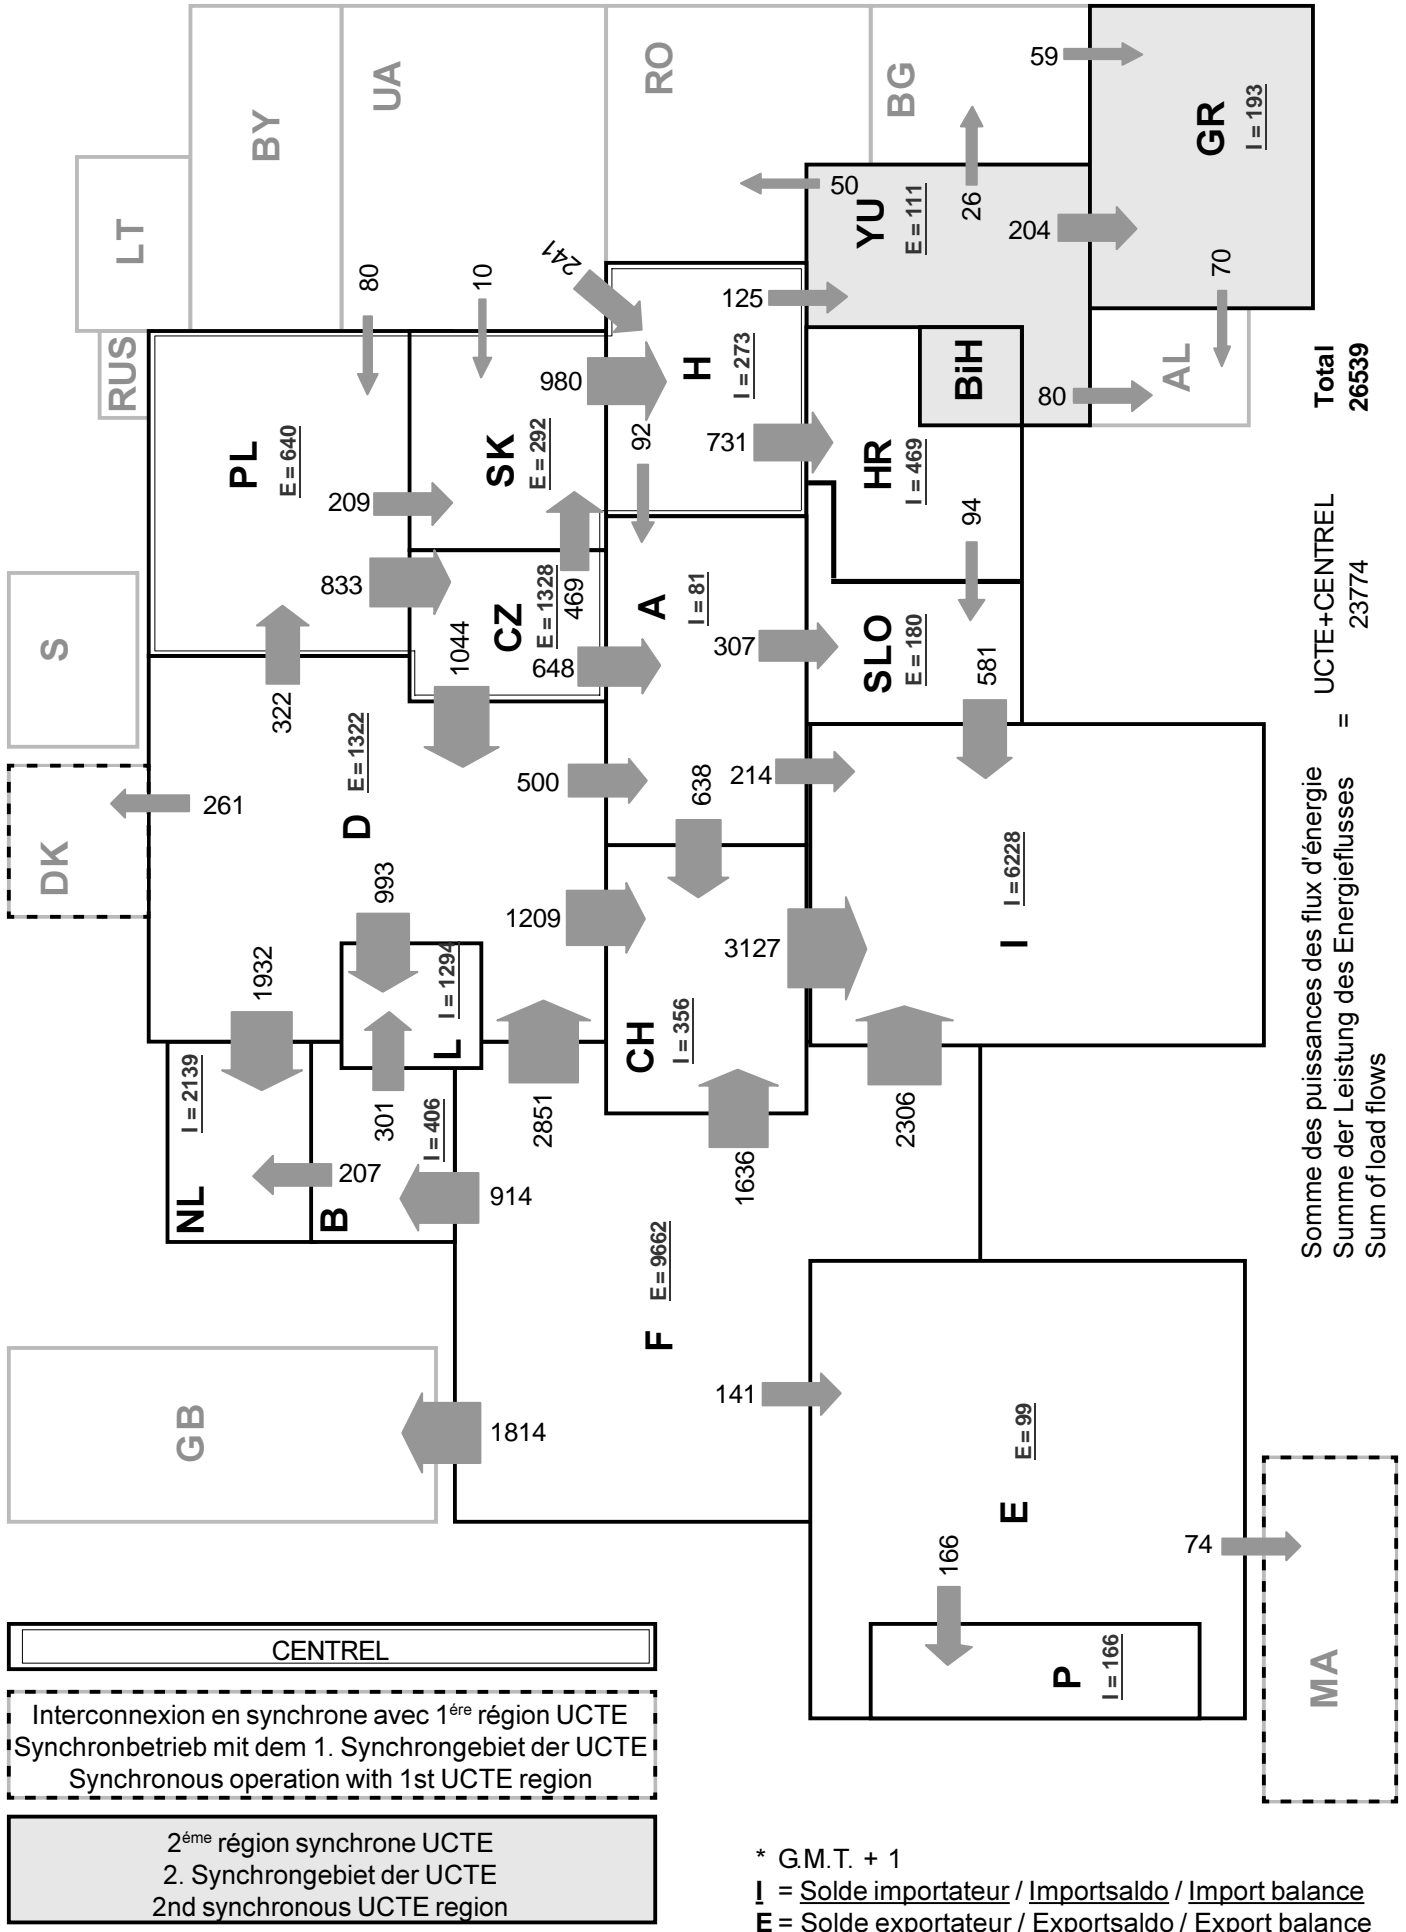 LT
BY
UA
RO
BG
59
GR
I = 193
RUS
80
10
241
50
YU
E = 111
26
204
70
125
PL
E = 640
SK
E = 292
980
H
I = 273
BiH
80
AL
209
92
731
HR
I = 469
94
833
CZ
E = 1328
469
A
I = 81
S
322
1044
648
307
SLO
E = 180
581
DK
261
D
E = 1322
500
638
214
993
1209
3127
I
I = 6228
1932
L
I = 1294
CH
I = 356
NL
I = 2139
301
I = 406
2851
1636
2306
207
B
914
F
E = 9662
GB
1814
141
E
E = 99
166
74
P
I = 166
MA
Total
26539
Somme des puissances des flux d'énergie
Summe der Leistung des Energieflusses = UCTE+CENTREL
Sum of load flows 23774
CENTREL
Interconnexion en synchrone avec 1ére région UCTE
Synchronbetrieb mit dem 1. Synchrongebiet der UCTE
Synchronous operation with 1st UCTE region
2éme région synchrone UCTE
2. Synchrongebiet der UCTE
2nd synchronous UCTE region
* G.M.T. + 1
I = Solde importateur / Importsaldo / Import balance
E = Solde exportateur / Exportsaldo / Export balance